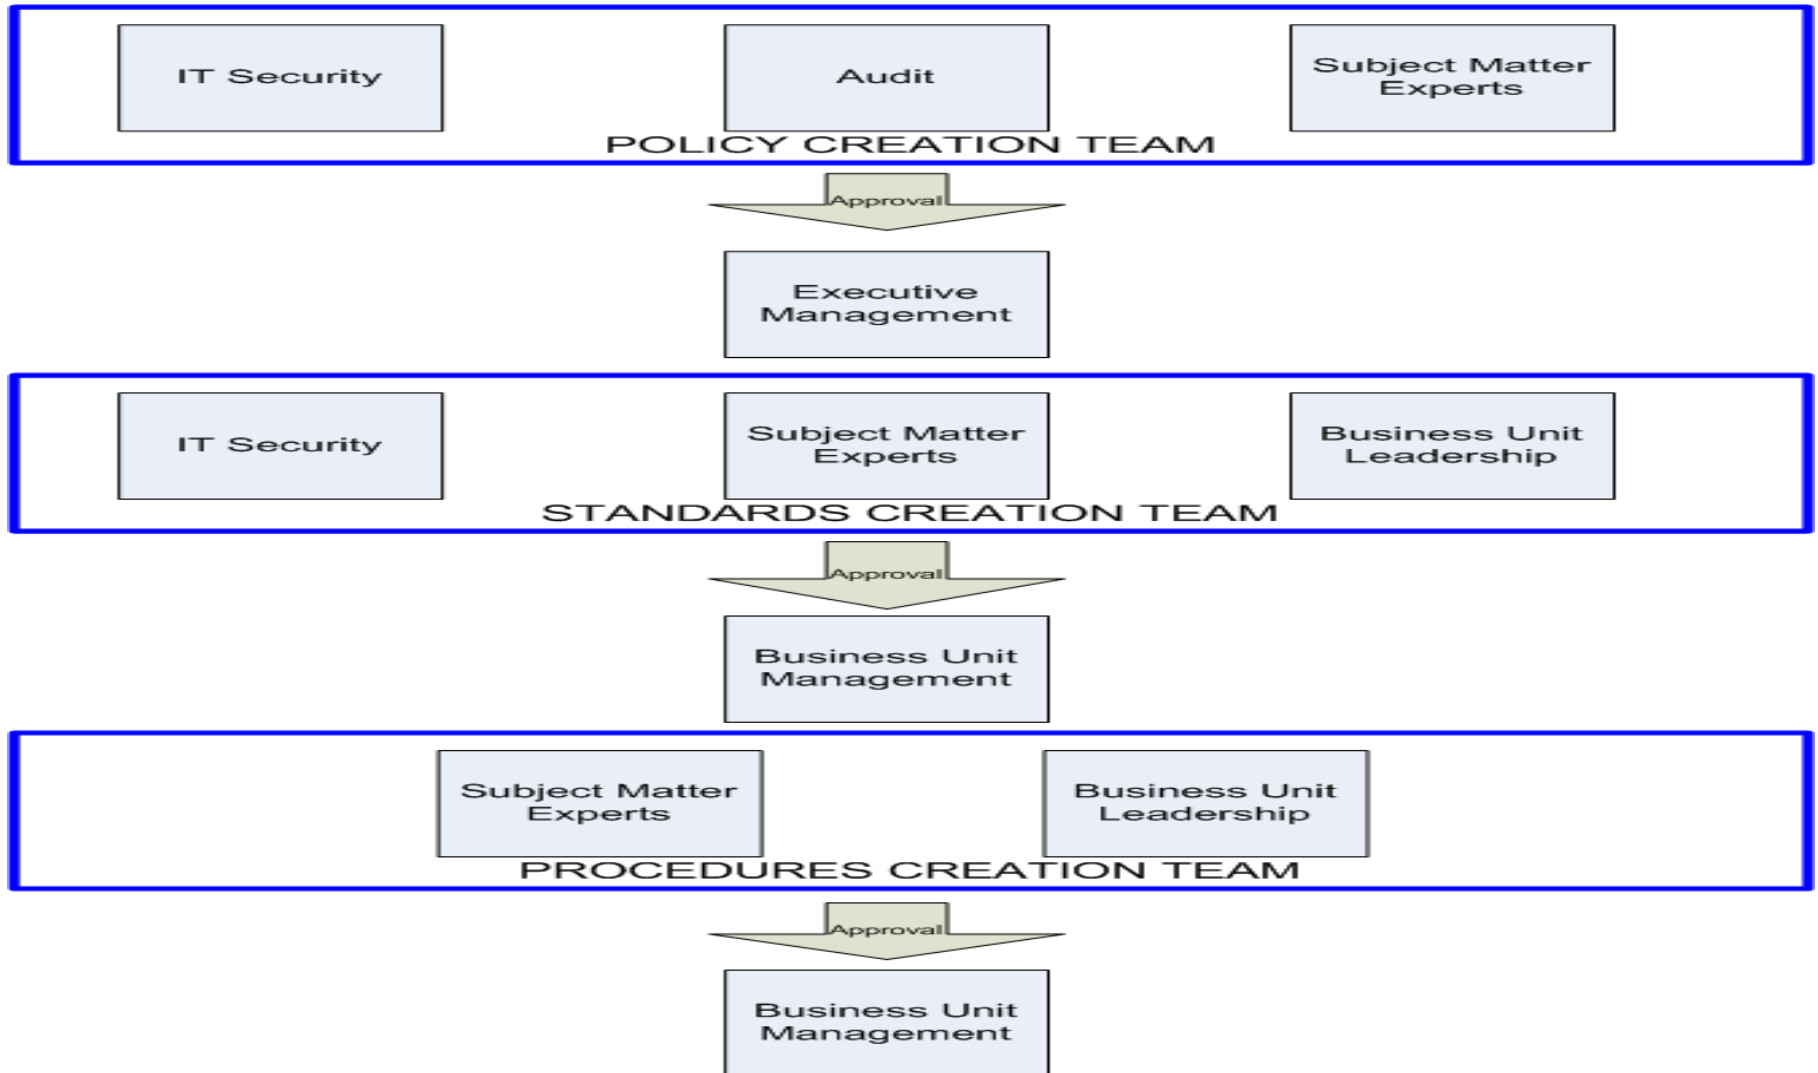 IT Security
Audit
Subject Matter
Experts
POLICY CREATION TEAM
Approval
Executive
Management
IT Security
Subject Matter
Experts
Business Unit
Leadership
STANDARDS CREATION TEAM
Approval
Business Unit
Management
Subject Matter
Experts
Business Unit
Leadership
PROCEDURES CREATION TEAM
Approval
Business Unit
Management